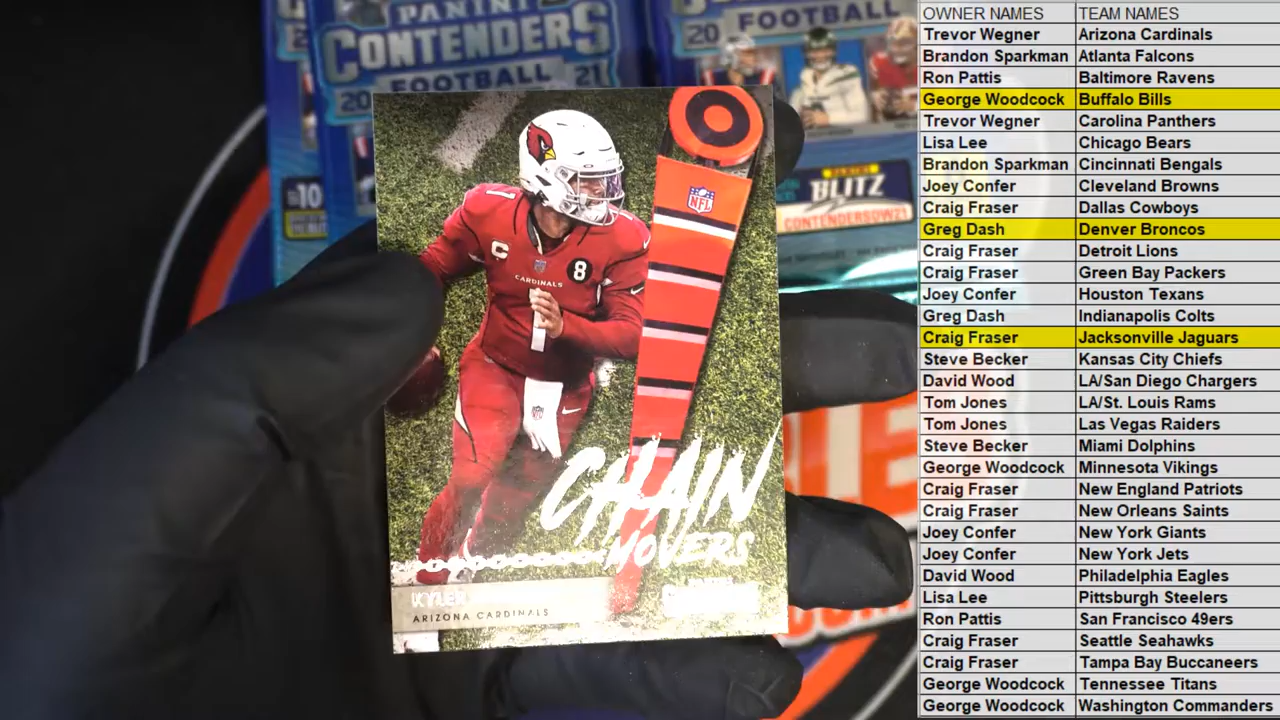 PANINI
CONTENDERS
FOOTBALL
20 21
FOOTBALL
20
10
PANINI
BLITZ
CONTENDERSOW21
NFL
1
C
8
CARDINALS
1
CHAIN
MOVERS
KYLER
ARIZONA CARDINALS
OWNER NAMES TEAM NAMES
Trevor Wegner Arizona Cardinals
Brandon Sparkman Atlanta Falcons
Ron Pattis Baltimore Ravens
George Woodcock Buffalo Bills
Trevor Wegner Carolina Panthers
Lisa Lee Chicago Bears
Brandon Sparkman Cincinnati Bengals
Joey Confer Cleveland Browns
Craig Fraser Dallas Cowboys
Greg Dash Denver Broncos
Craig Fraser Detroit Lions
Craig Fraser Green Bay Packers
Joey Confer Houston Texans
Greg Dash Indianapolis Colts
Craig Fraser Jacksonville Jaguars
Steve Becker Kansas City Chiefs
David Wood LA/San Diego Chargers
Tom Jones LA/St. Louis Rams
Tom Jones Las Vegas Raiders
Steve Becker Miami Dolphins
George Woodcock Minnesota Vikings
Craig Fraser New England Patriots
Craig Fraser New Orleans Saints
Joey Confer New York Giants
Joey Confer New York Jets
David Wood Philadelphia Eagles
Lisa Lee Pittsburgh Steelers
Ron Pattis San Francisco 49ers
Craig Fraser Seattle Seahawks
Craig Fraser Tampa Bay Buccaneers
George Woodcock Tennessee Titans
George Woodcock Washington Commanders